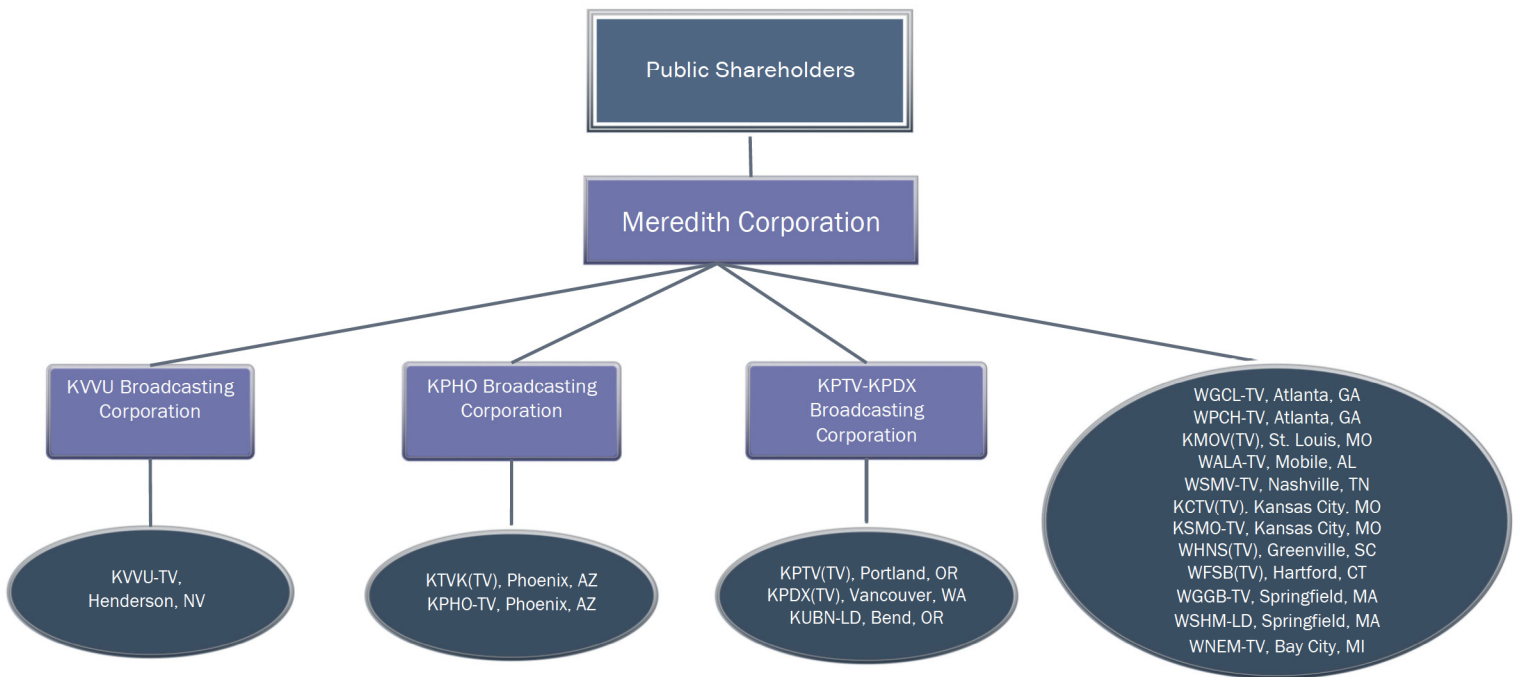 Public Shareholders
Meredith Corporation
KVVU Broadcasting
Corporation
KPHO Broadcasting
Corporation
KPTV-KPDX
Broadcasting
Corporation
KVVU-TV,
Henderson, NV
KTVK(TV), Phoenix, AZ
KPHO-TV, Phoenix, AZ
KPTV(TV), Portland, OR
KPDX(TV), Vancouver, WA
KUBN-LD, Bend, OR
WGCL-TV, Atlanta, GA
WPCH-TV, Atlanta, GA
KMOV(TV), St. Louis, MO
WALA-TV, Mobile, AL
WSMV-TV, Nashville, TN
KCTV(TV). Kansas City. MO
KSMO-TV, Kansas City, MO
WHNS(TV), Greenville, SC
WFSB(TV), Hartford, CT
WGGB-TV, Springfield, MA
WSHM-LD, Springfield, MA
WNEM-TV, Bay City, MI